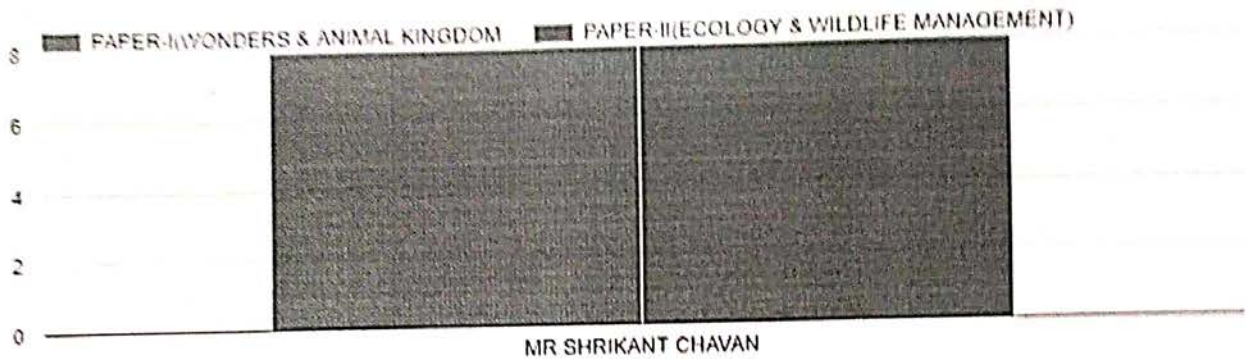 PAPER-I(WONDERS & ANIMAL KINGDOM PAPER-II(ECOLOGY & WILDLIFE MANAGEMENT)
8
6
4
2
0
MR SHRIKANT CHAVAN